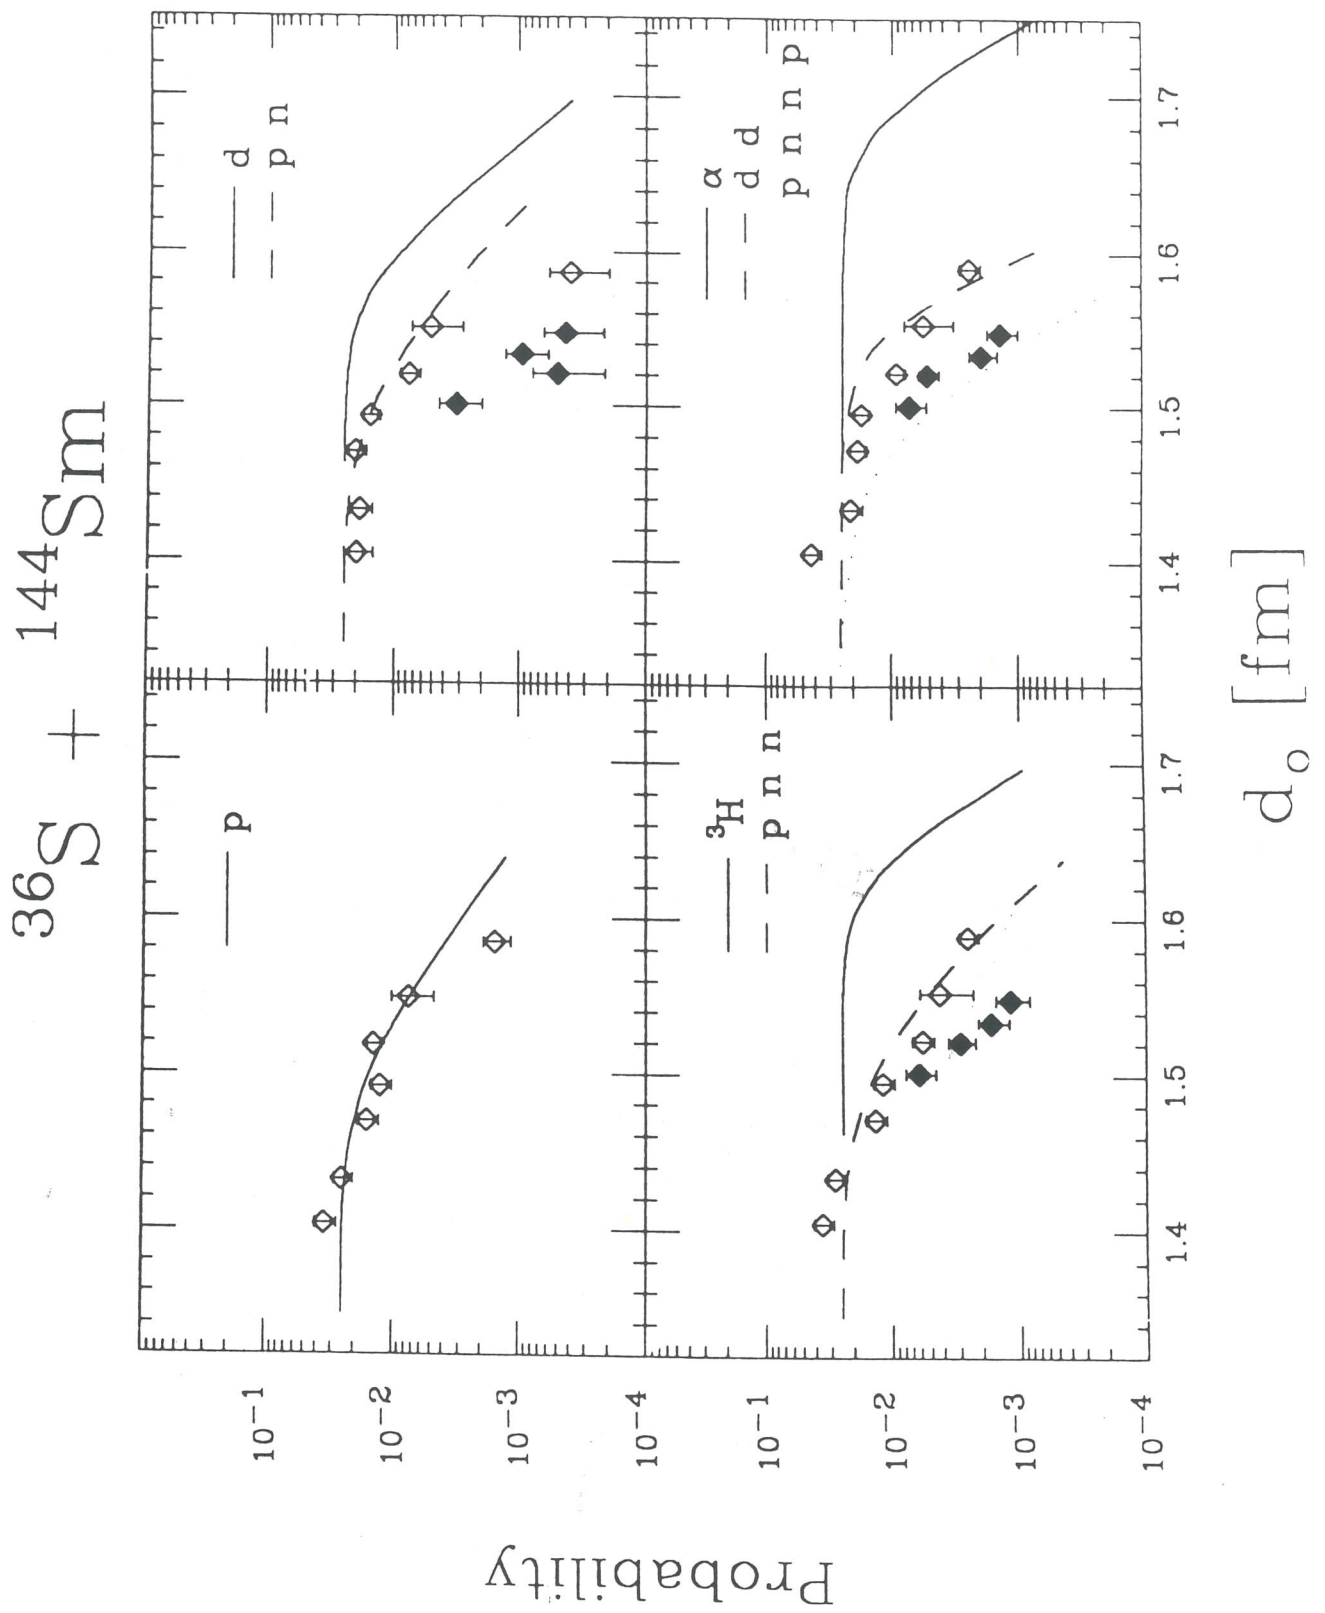 ³⁶S + ¹⁴⁴Sm
Probability
10⁻¹
10⁻²
10⁻³
10⁻⁴
p
d
p n
10⁻¹
10⁻²
10⁻³
10⁻⁴
³H
p n n
α
d d
p n n p
1.4 1.5 1.6 1.7
1.4 1.5 1.6 1.7
d₀ [fm]